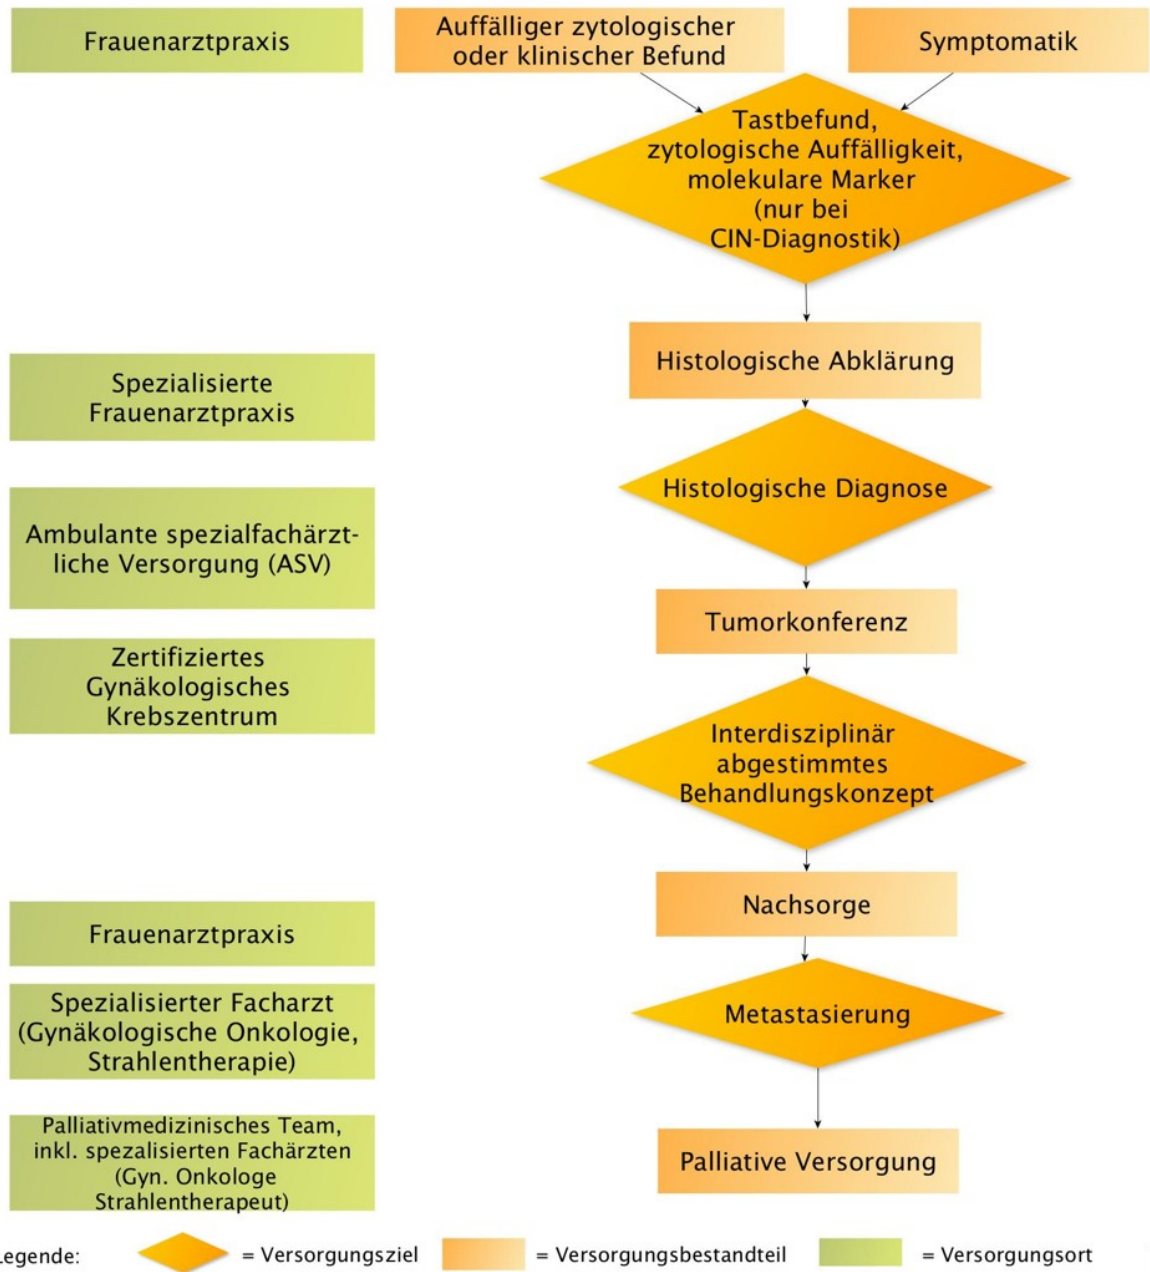 Frauenarztpraxis
Auffälliger zytologischer
oder klinischer Befund
Symptomatik
Tastbefund,
zytologische Auffälligkeit,
molekulare Marker
(nur bei
CIN-Diagnostik)
Histologische Abklärung
Spezialisierte
Frauenarztpraxis
Histologische Diagnose
Ambulante spezialfachärzt-
liche Versorgung (ASV)
Tumorkonferenz
Zertifiziertes
Gynäkologisches
Krebszentrum
Interdisziplinär
abgestimmtes
Behandlungskonzept
Nachsorge
Frauenarztpraxis
Spezialisierter Facharzt
(Gynäkologische Onkologie,
Strahlentherapie)
Metastasierung
Palliativmedizinisches Team,
inkl. spezalisierten Fachärzten
(Gyn. Onkologe
Strahlentherapeut)
Palliative Versorgung
Legende: = Versorgungsziel = Versorgungsbestandteil = Versorgungsort